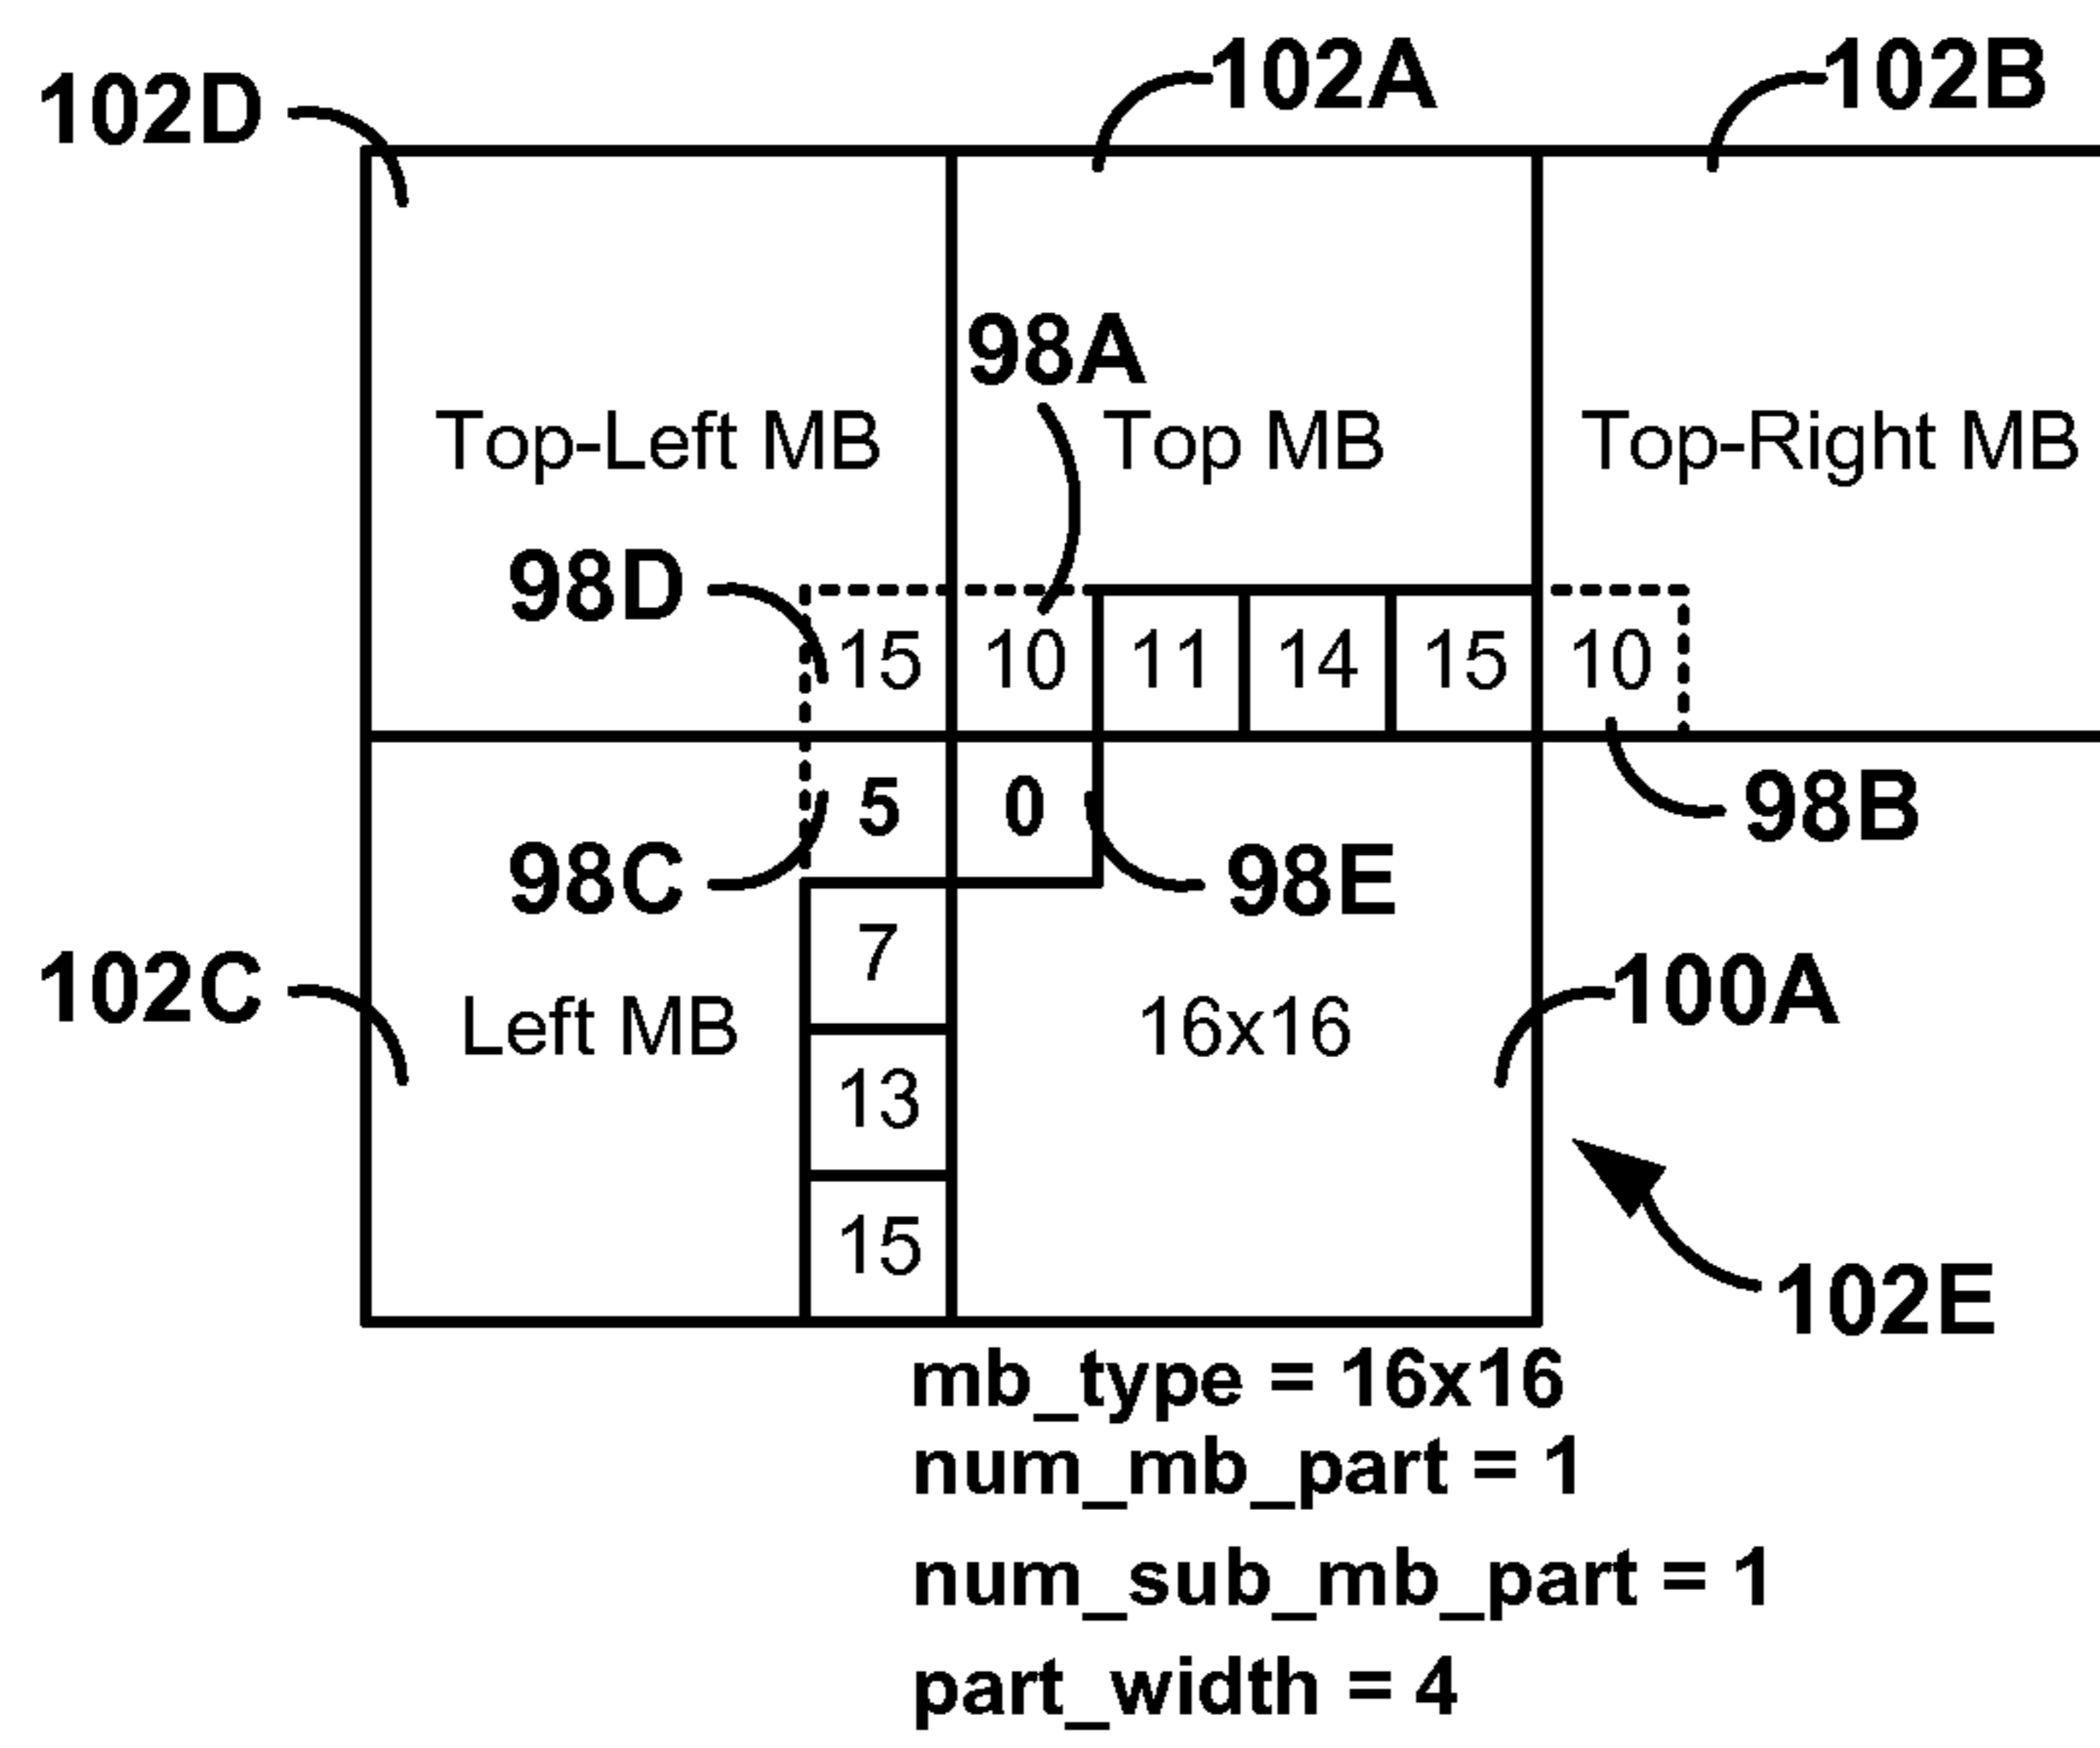 102D 102A 102B
98A
Top-Left MB Top MB Top-Right MB
98D
15 10 11 14 15 10
5 0 98B
98C 98E
7
102C 100A
Left MB 16x16
13
15
102E
mb_type = 16x16
num_mb_part = 1
num_sub_mb_part = 1
part_width = 4